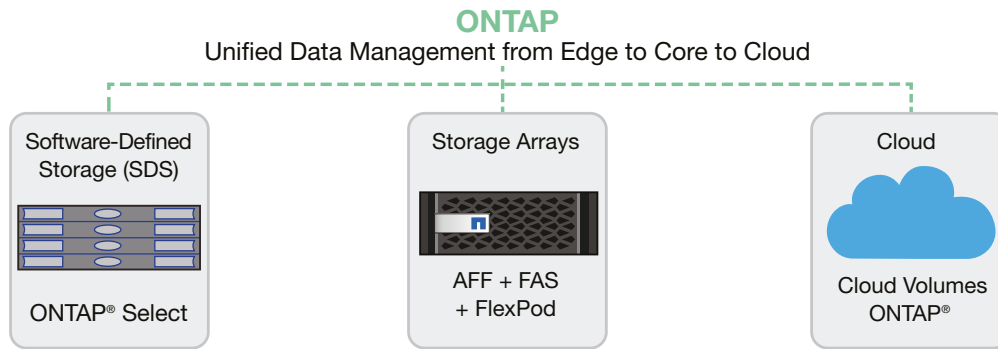 ONTAP
Unified Data Management from Edge to Core to Cloud
Software-Defined
Storage (SDS)
ONTAP® Select
Storage Arrays
AFF + FAS
+ FlexPod
Cloud
Cloud Volumes
ONTAP®